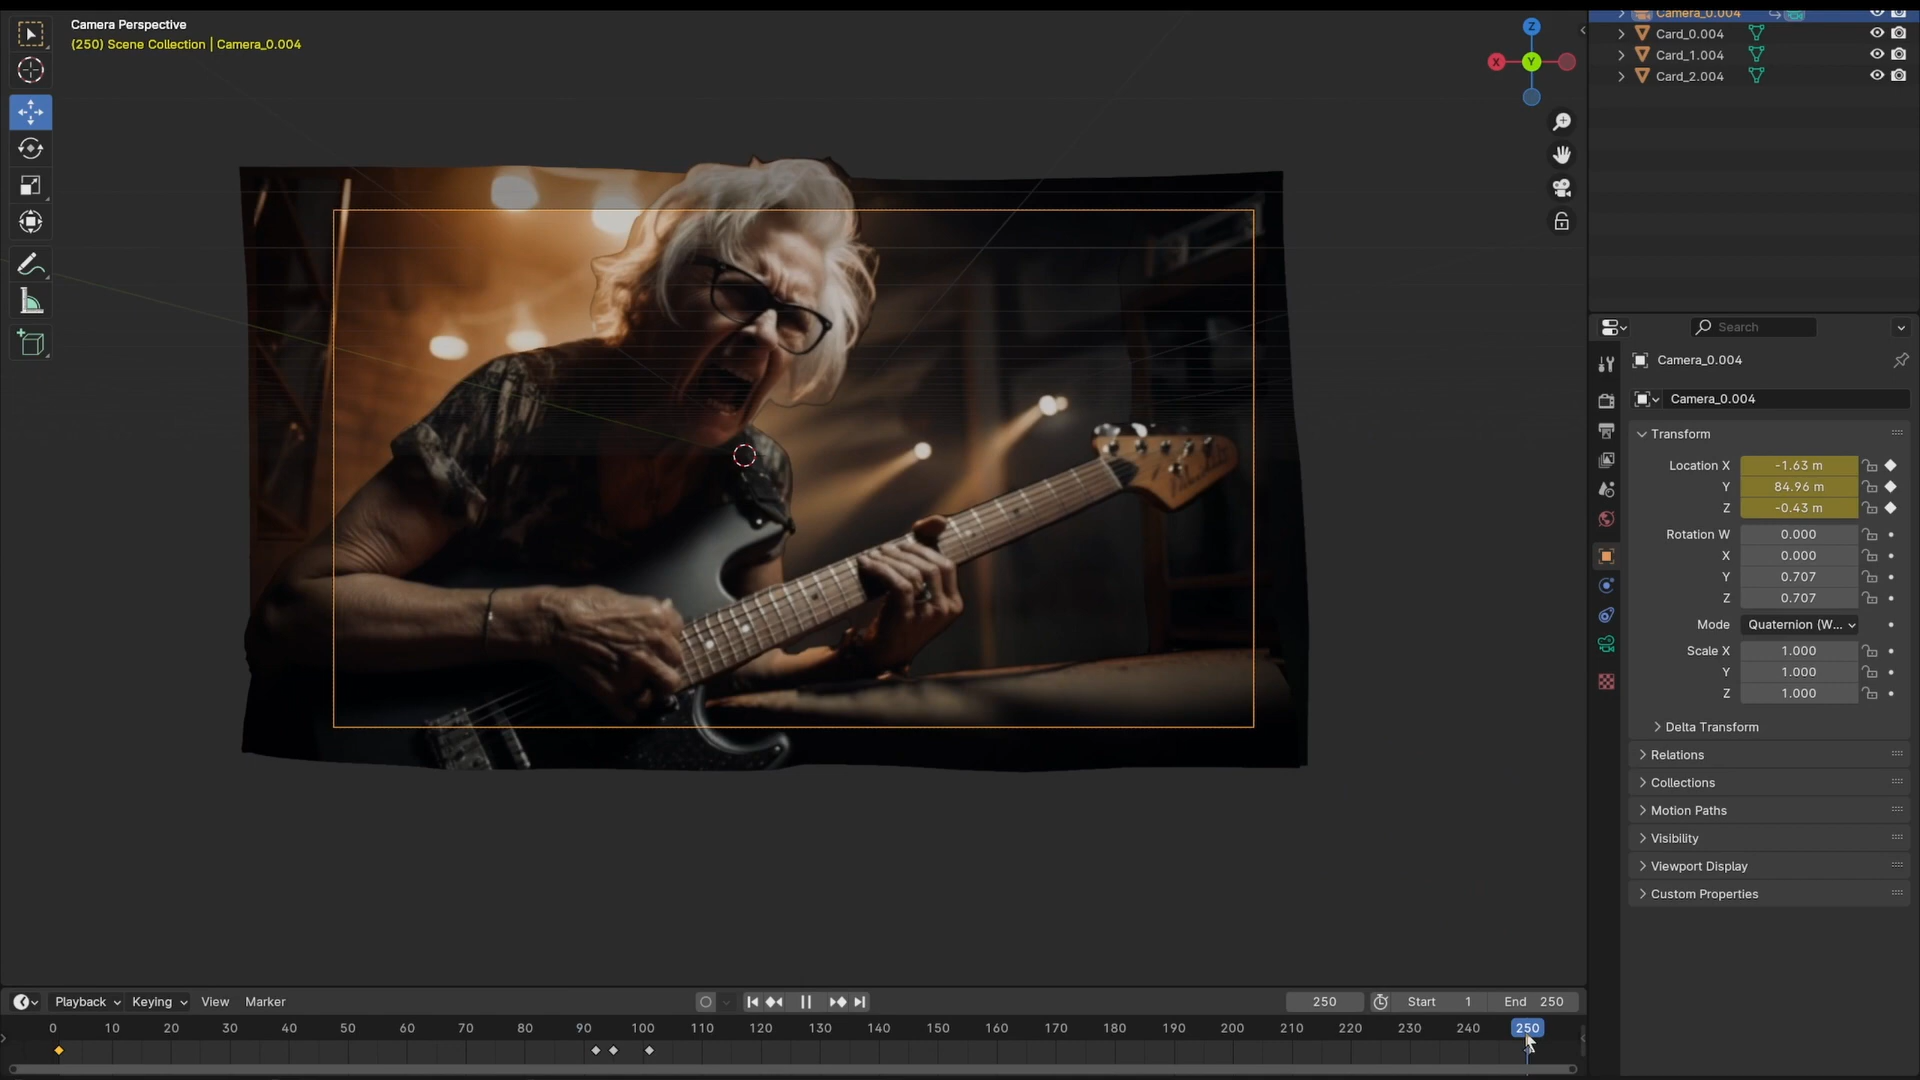 Camera Perspective
(250) Scene Collection | Camera_0.004
Z
X
Y
Camera_0.004
Card_0.004
Card_1.004
Card_2.004
Search
Camera_0.004
Camera_0.004
Transform
Location X -1.63 m
Y 84.96 m
Z -0.43 m
Rotation W 0.000
X 0.000
Y 0.707
Z 0.707
Mode Quaternion (W...
Scale X 1.000
Y 1.000
Z 1.000
Delta Transform
Relations
Collections
Motion Paths
Visibility
Viewport Display
Custom Properties
Playback Keying View Marker 250 Start 1 End 250
0 10 20 30 40 50 60 70 80 90 100 110 120 130 140 150 160 170 180 190 200 210 220 230 240 250